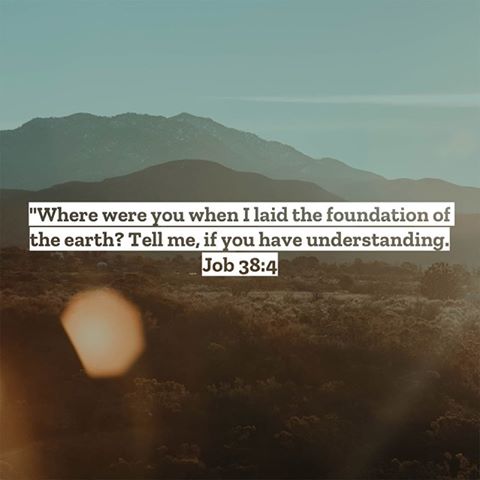 "Where were you when I laid the foundation of
the earth? Tell me, if you have understanding.
Job 38:4